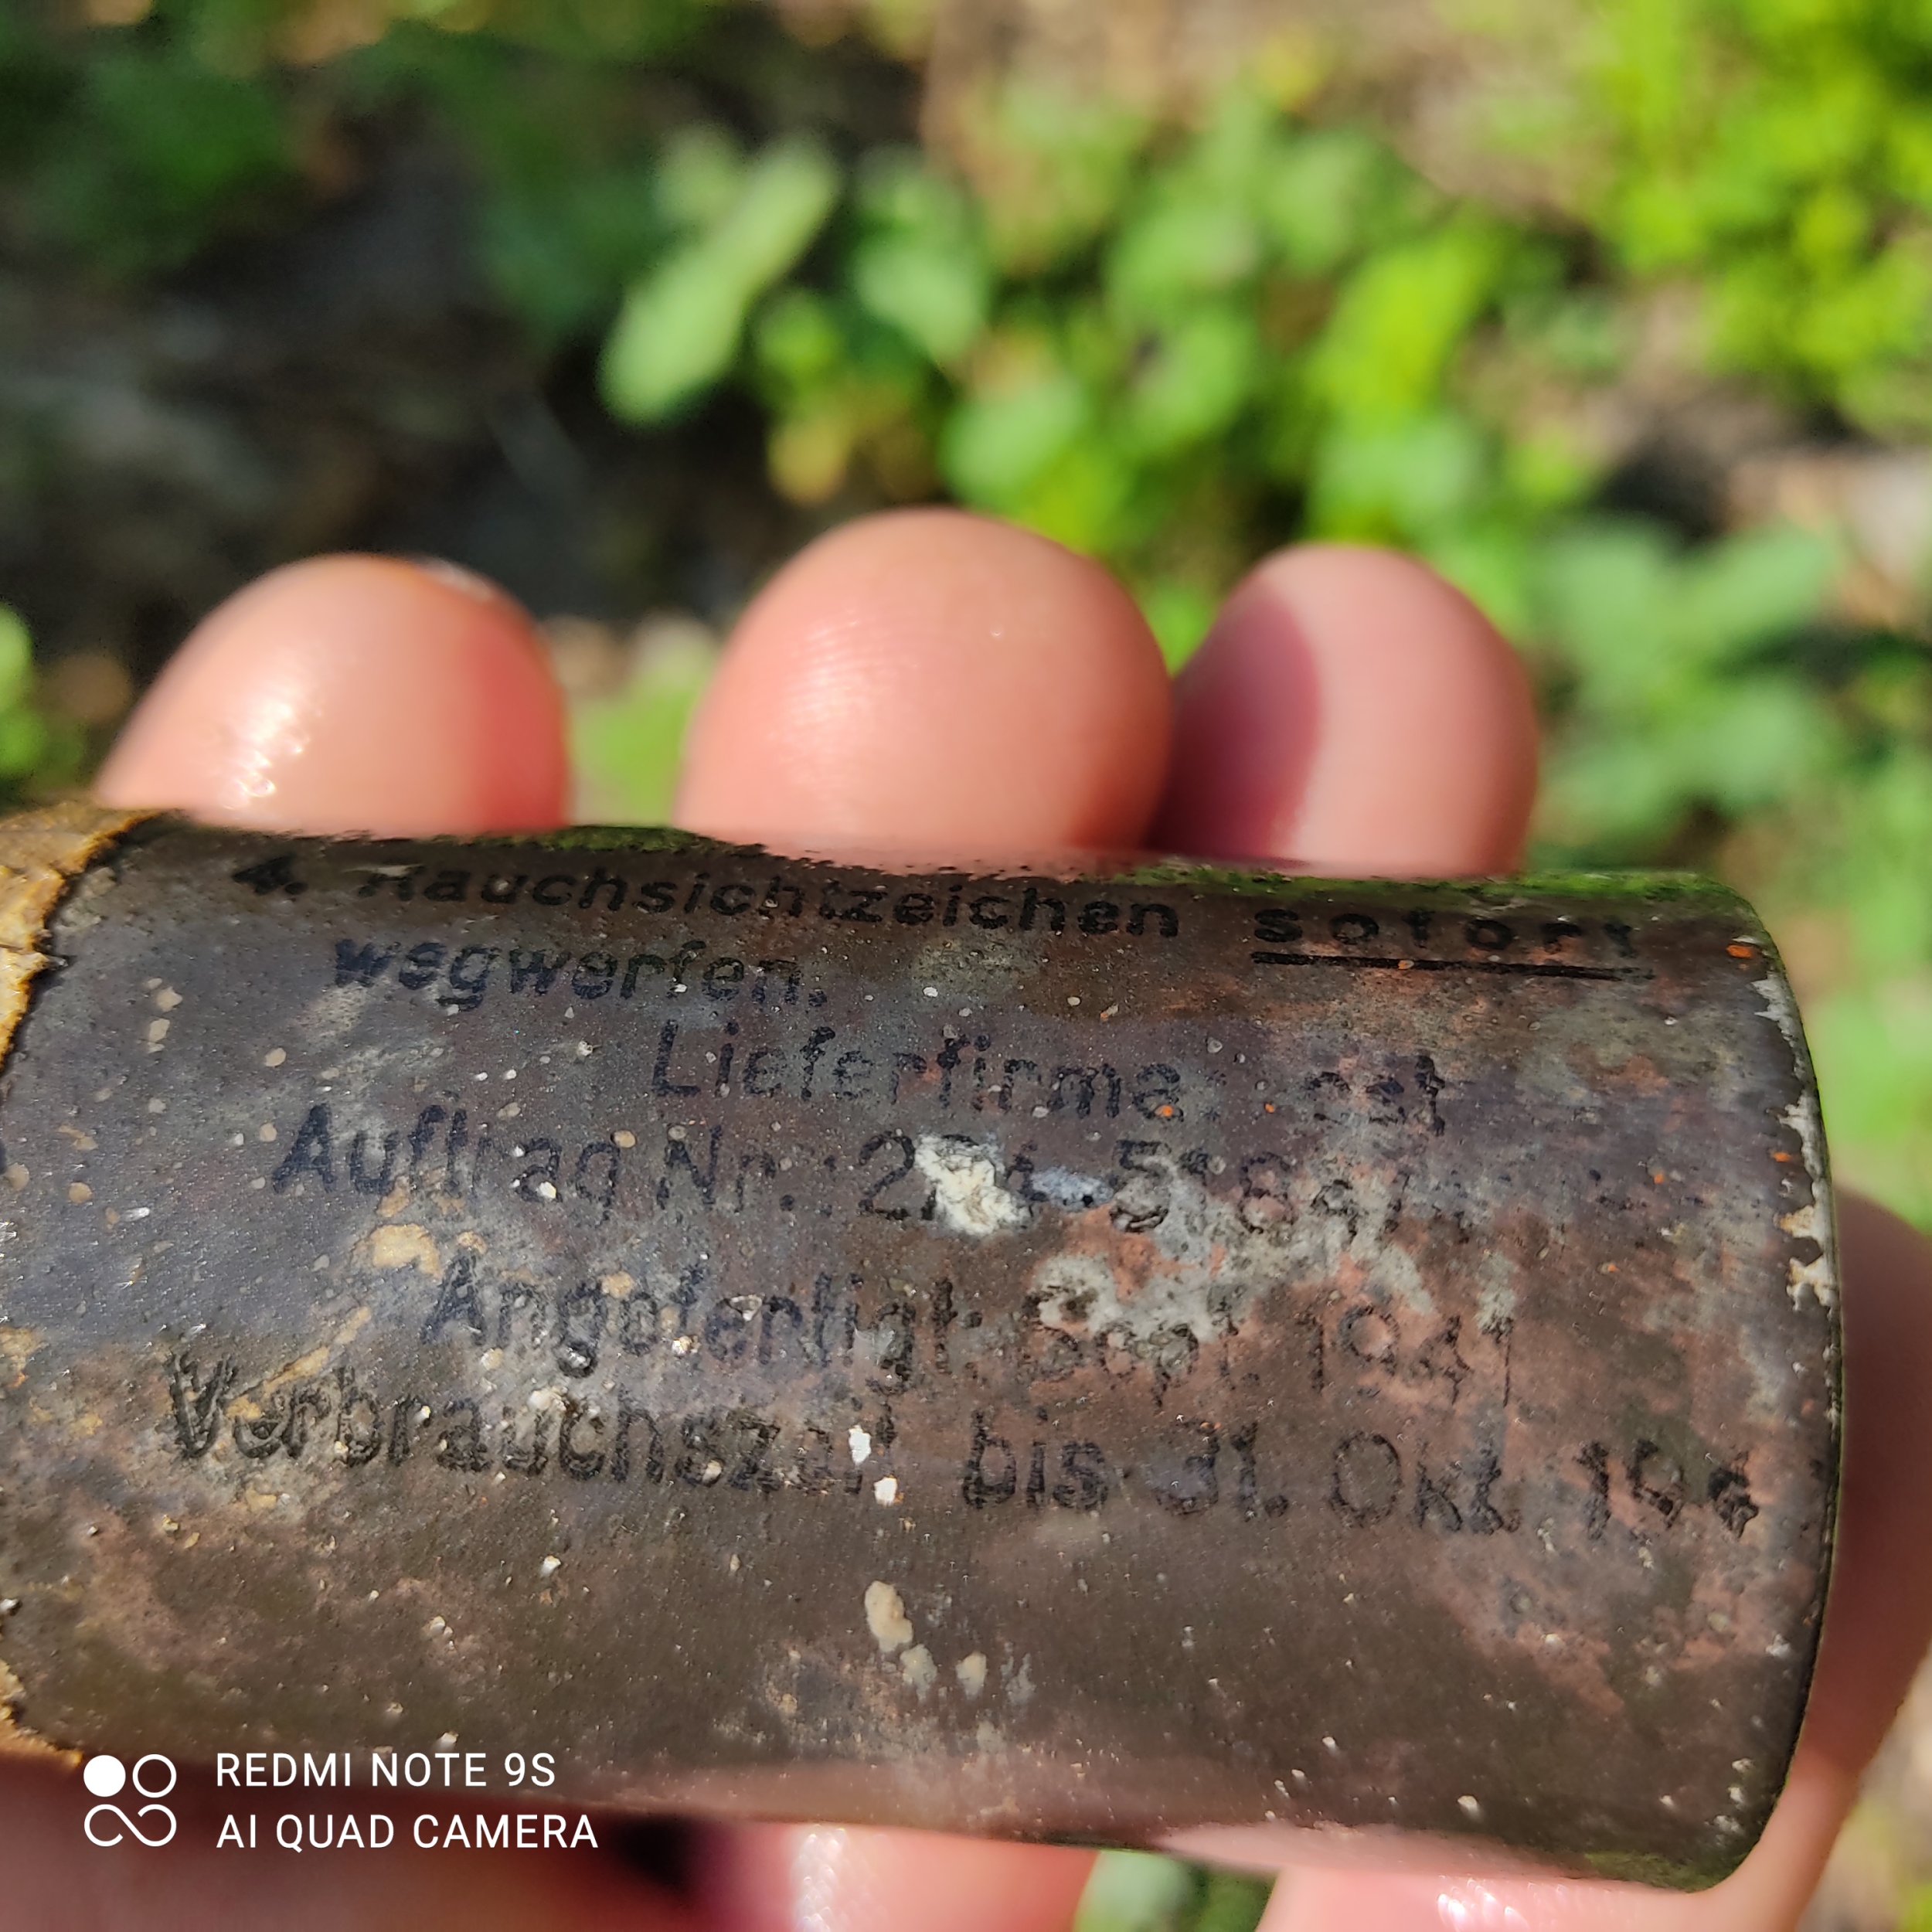 4. Rauchsichtzeichen sofort
wegwerfen.
Lieferfirma:
Auftrag Nr.:
Angefertigt: Sept. 1941
Verbrauchszeit bis 31. Okt. 194
REDMI NOTE 9S
AI QUAD CAMERA